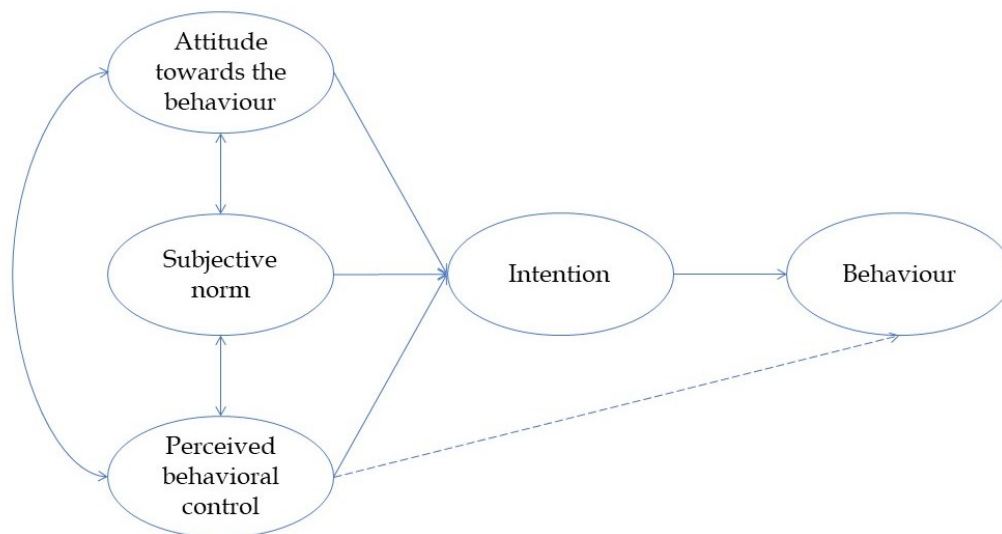 Attitude
towards the
behaviour
Subjective
norm
Intention
Behaviour
Perceived
behavioral
control